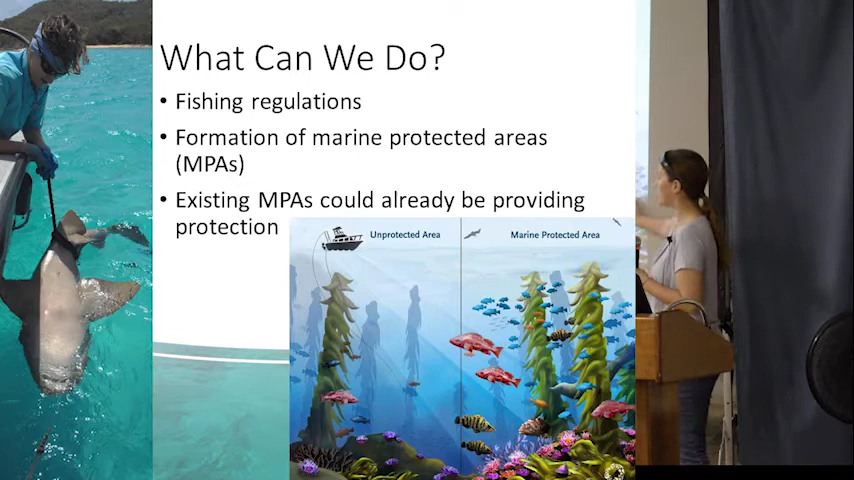 What Can We Do?
• Fishing regulations
• Formation of marine protected areas
(MPAs)
• Existing MPAs could already be providing
protection
Unprotected Area
Marine Protected Area